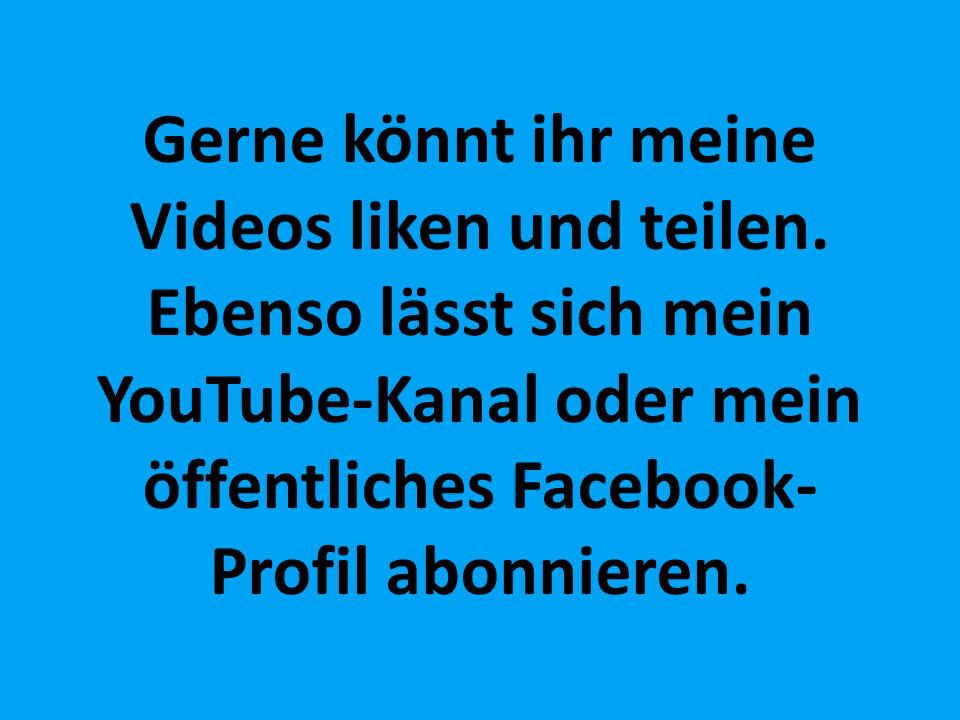 Gerne könnt ihr meine
Videos liken und teilen.
Ebenso lässt sich mein
YouTube-Kanal oder mein
öffentliches Facebook-
Profil abonnieren.